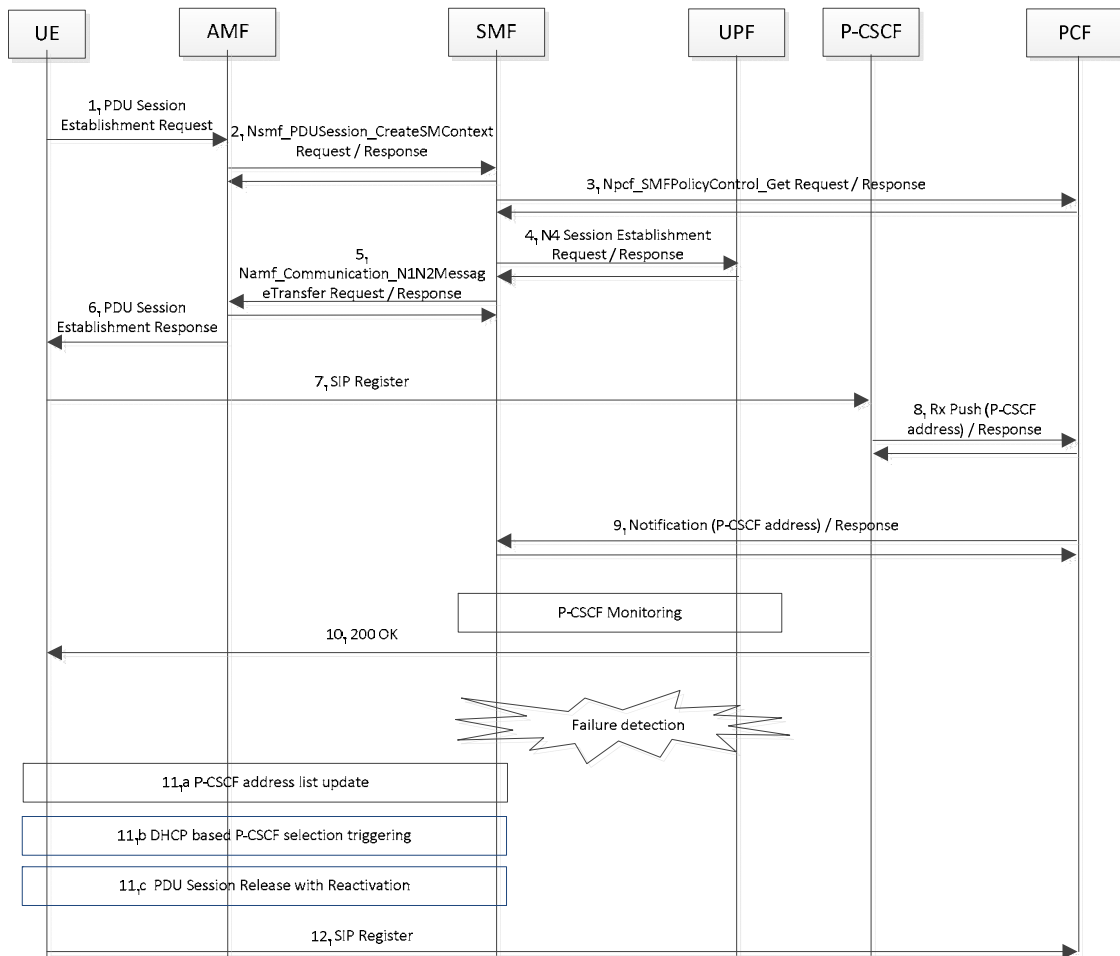 UE
AMF
SMF
UPF
P-CSCF
PCF
1, PDU Session
Establishment Request
2, Nsmf_PDUSession_CreateSMContext
Request / Response
3, Npcf_SMFPolicyControl_Get Request / Response
4, N4 Session Establishment
Request / Response
5,
Namf_Communication_N1N2Messag
eTransfer Request / Response
6, PDU Session
Establishment Response
7, SIP Register
8, Rx Push (P-CSCF
address) / Response
9, Notification (P-CSCF address) / Response
P-CSCF Monitoring
10, 200 OK
Failure detection
11,a P-CSCF address list update
11,b DHCP based P-CSCF selection triggering
11,c PDU Session Release with Reactivation
12, SIP Register